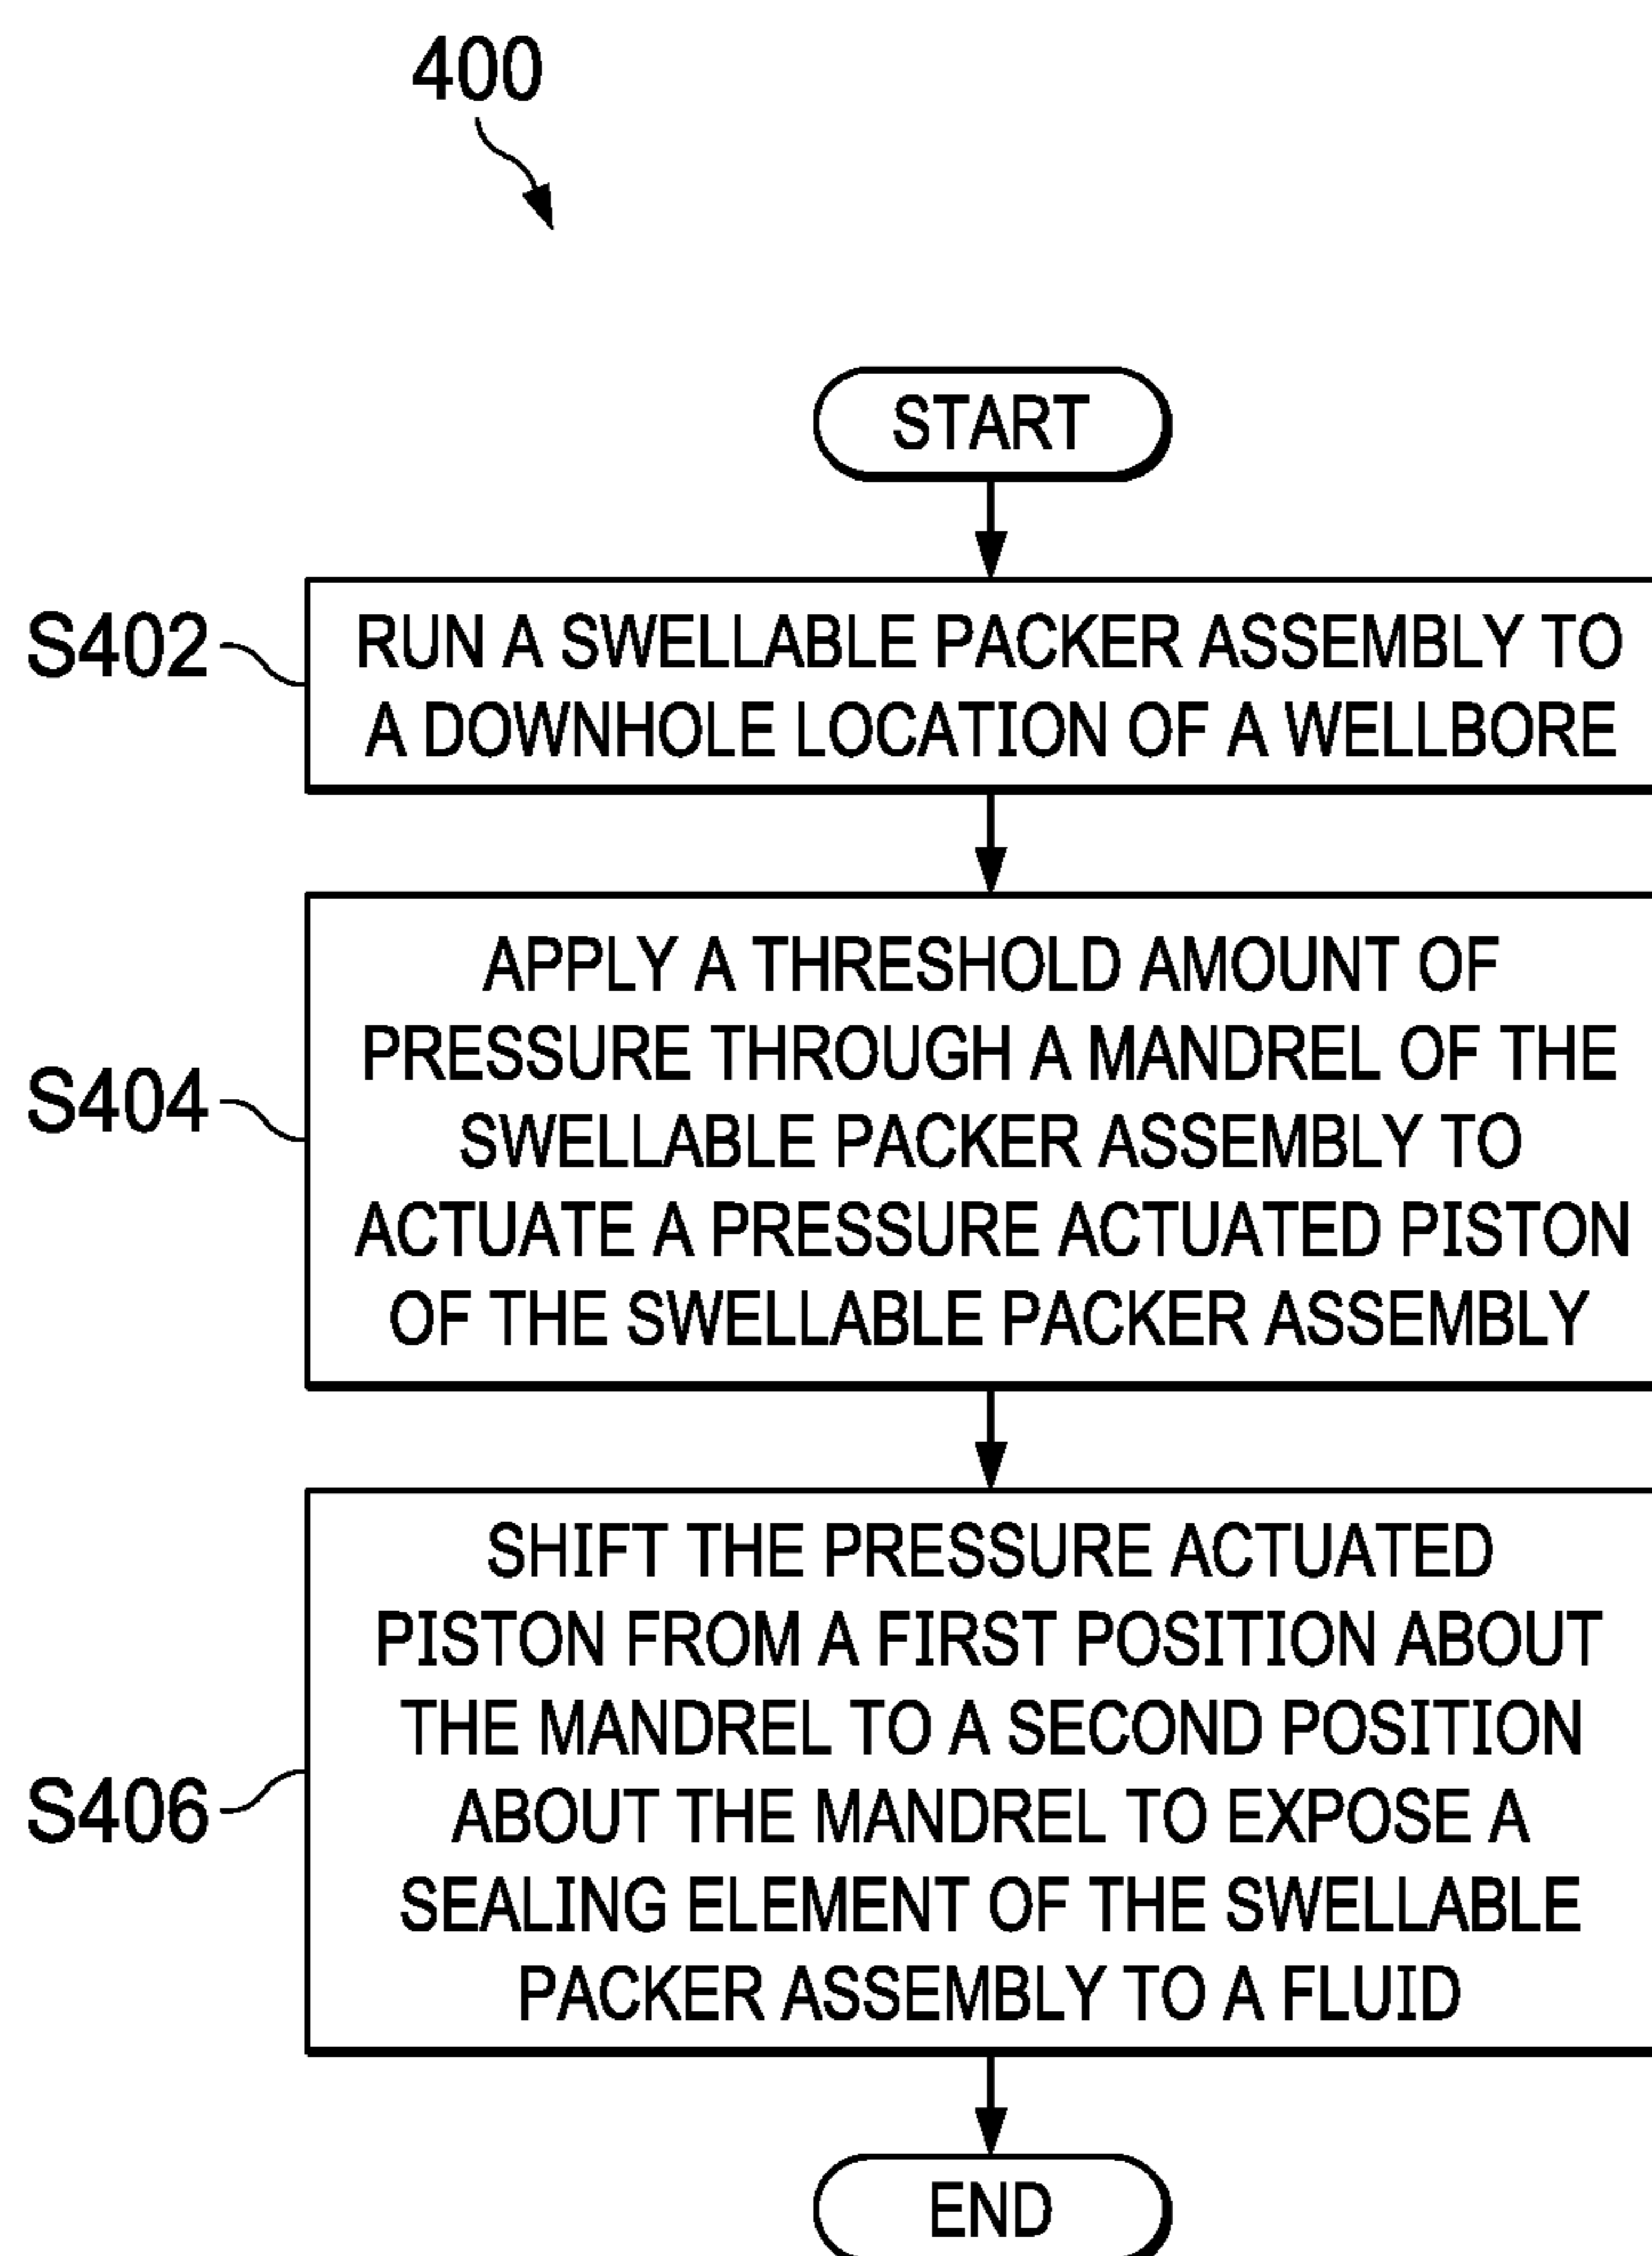 400
START
S402
RUN A SWELLABLE PACKER ASSEMBLY TO
A DOWNHOLE LOCATION OF A WELLBORE
S404
APPLY A THRESHOLD AMOUNT OF
PRESSURE THROUGH A MANDREL OF THE
SWELLABLE PACKER ASSEMBLY TO
ACTUATE A PRESSURE ACTUATED PISTON
OF THE SWELLABLE PACKER ASSEMBLY
S406
SHIFT THE PRESSURE ACTUATED
PISTON FROM A FIRST POSITION ABOUT
THE MANDREL TO A SECOND POSITION
ABOUT THE MANDREL TO EXPOSE A
SEALING ELEMENT OF THE SWELLABLE
PACKER ASSEMBLY TO A FLUID
END